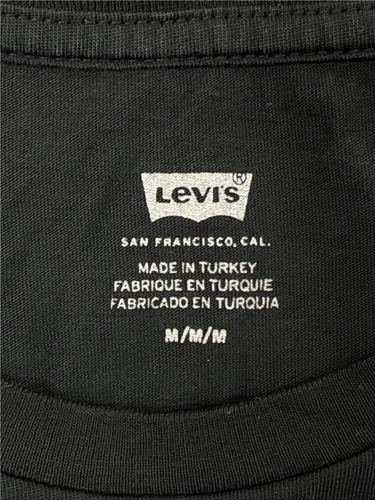 Levi's®
SAN FRANCISCO, CAL.
MADE IN TURKEY
FABRIQUE EN TURQUIE
FABRICADO EN TURQUIA
M/M/M